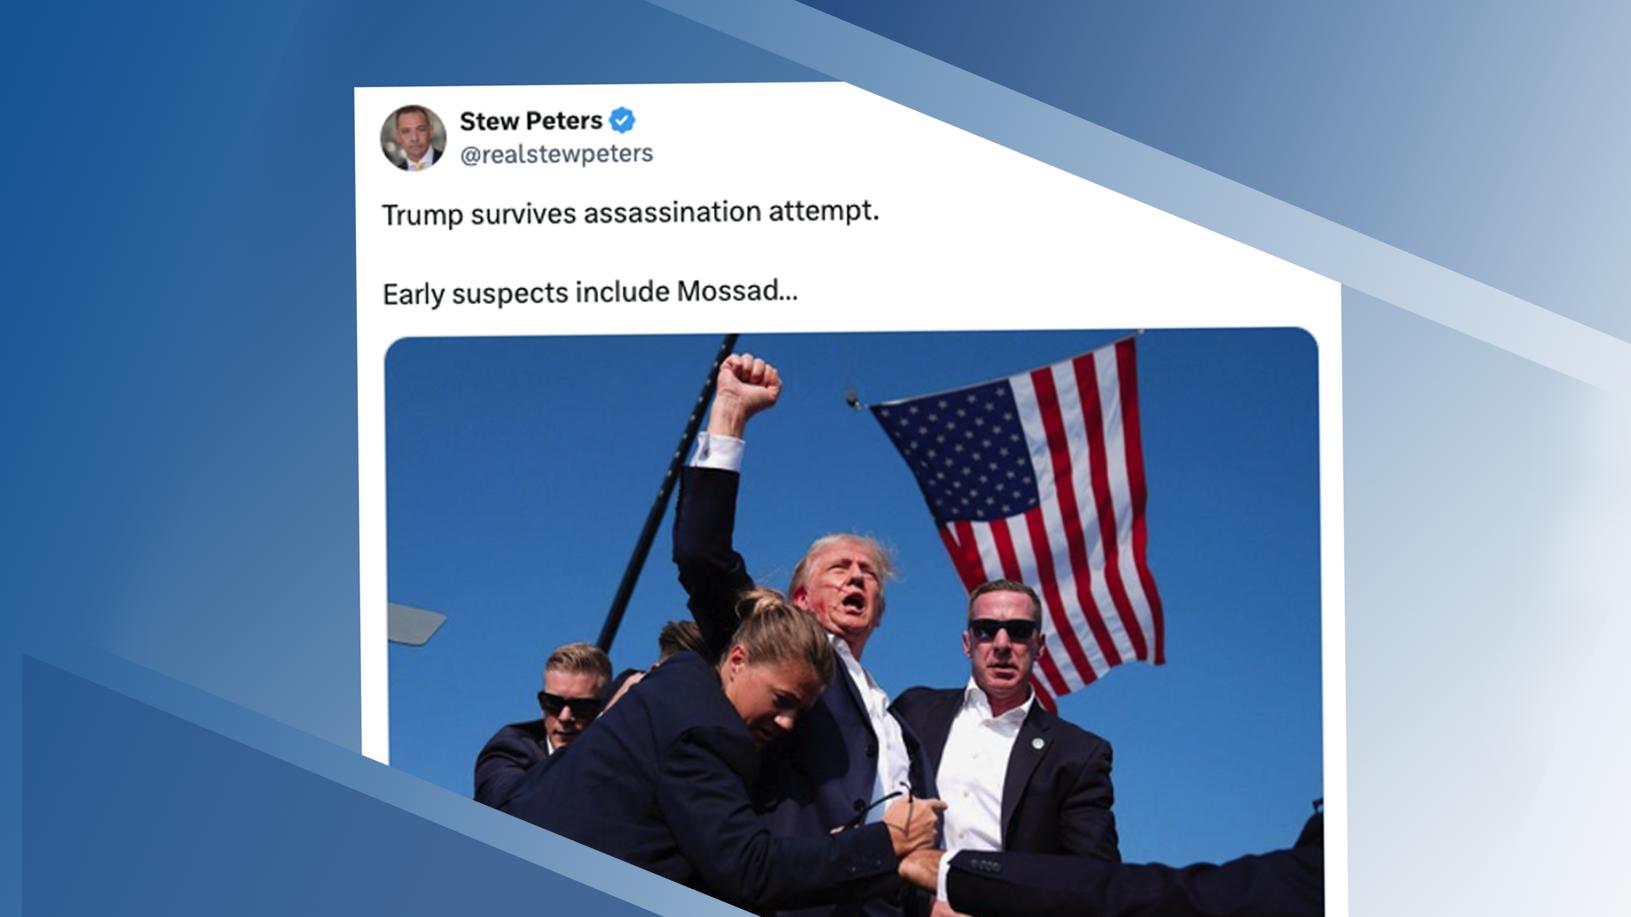 Stew Peters
@realstewpeters
Trump survives assassination attempt.
Early suspects include Mossad...